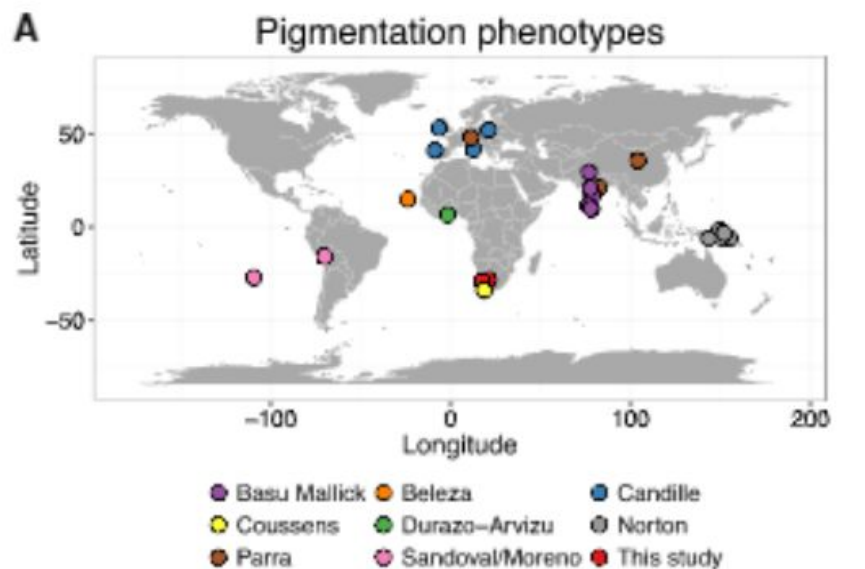 A
Pigmentation phenotypes
50
0
−50
Latitude
−100 0 100 200
Longitude
Basu Mallick Beleza Candille
Coussens Durazo−Arvizu Norton
Parra Sandoval/Moreno This study